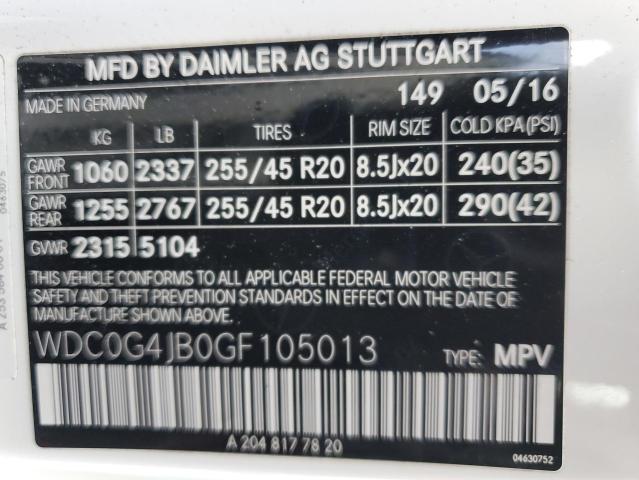 MFD BY DAIMLER AG STUTTGART
MADE IN GERMANY 149 05/16
KG LB TIRES RIM SIZE COLD KPA(PSI)
GAWR FRONT 1060 2337 255/45 R20 8.5Jx20 240(35)
GAWR REAR 1255 2767 255/45 R20 8.5Jx20 290(42)
GVWR 2315 5104
THIS VEHICLE CONFORMS TO ALL APPLICABLE FEDERAL MOTOR VEHICLE
SAFETY AND THEFT PREVENTION STANDARDS IN EFFECT ON THE DATE
OF MANUFACTURE SHOWN ABOVE.
WDC0G4JB0GF105013 TYPE: MPV
A 204 817 78 20
04630752